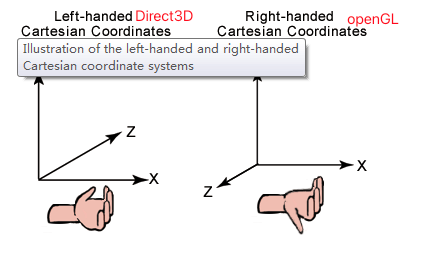 Left-handed Direct3D
Cartesian Coordinates
Right-handed openGL
Cartesian Coordinates
Illustration of the left-handed and right-handed
Cartesian coordinate systems
Z
X
X
Z